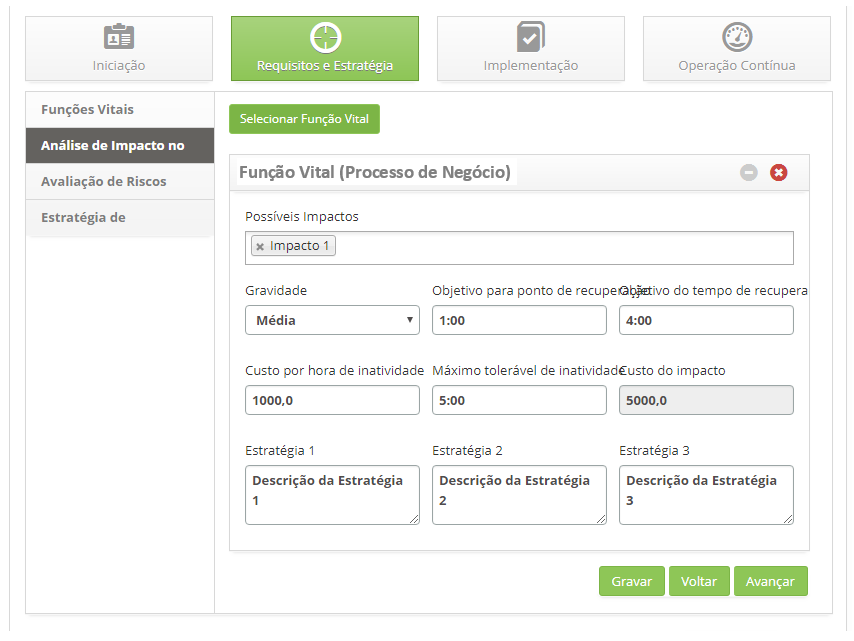 Iniciação
Requisitos e Estratégia
Implementação
Operação Contínua
Funções Vitais
Análise de Impacto no
Avaliação de Riscos
Estratégia de
Selecionar Função Vital
Função Vital (Processo de Negócio)
Possíveis Impactos
Impacto 1
Gravidade
Objetivo para ponto de recuperação
Objetivo do tempo de recupera
Média
1:00
4:00
Custo por hora de inatividade
Máximo tolerável de inatividade
Custo do impacto
1000,0
5:00
5000,0
Estratégia 1
Estratégia 2
Estratégia 3
Descrição da Estratégia
1
Descrição da Estratégia
2
Descrição da Estratégia
3
Gravar
Voltar
Avançar